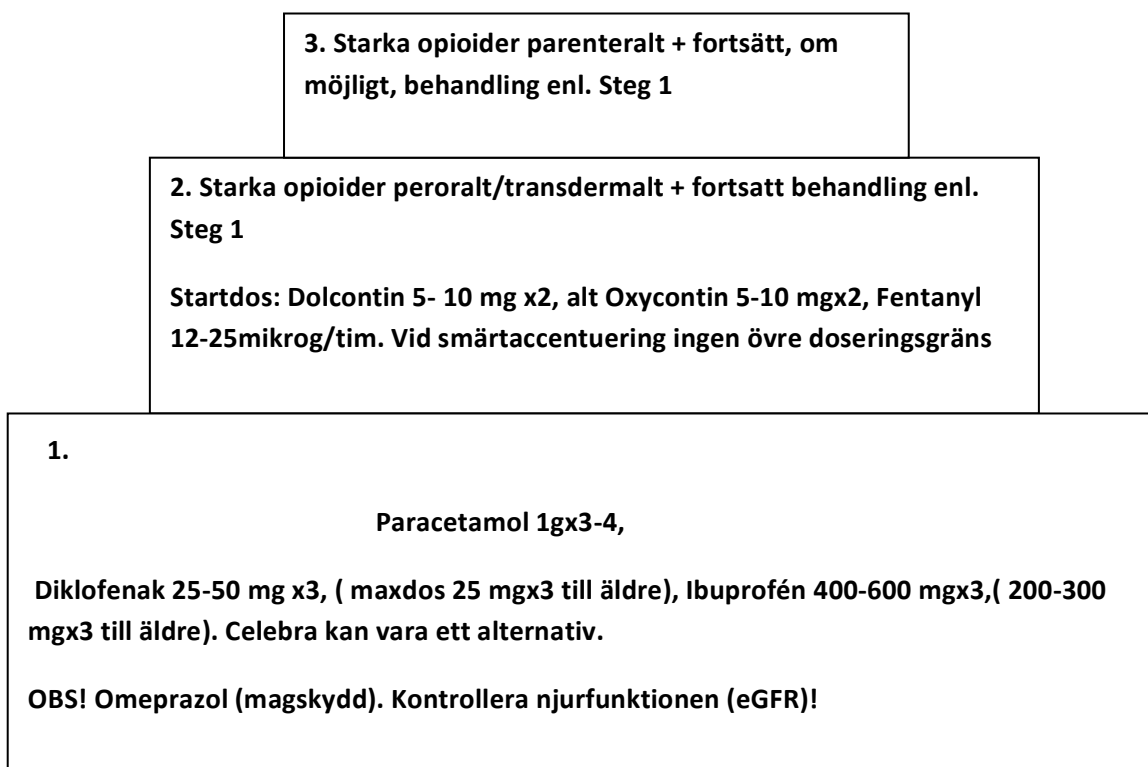 3. Starka opioider parenteralt + fortsätt, om
möjligt, behandling enl. Steg 1
2. Starka opioider peroralt/transdermalt + fortsatt behandling enl.
Steg 1
Startdos: Dolcontin 5- 10 mg x2, alt Oxycontin 5-10 mgx2, Fentanyl
12-25mikrog/tim. Vid smärtaccentuering ingen övre doseringsgräns
1.
Paracetamol 1gx3-4,
Diklofenak 25-50 mg x3, ( maxdos 25 mgx3 till äldre), Ibuprofén 400-600 mgx3,( 200-300
mgx3 till äldre). Celebra kan vara ett alternativ.
OBS! Omeprazol (magskydd). Kontrollera njurfunktionen (eGFR)!